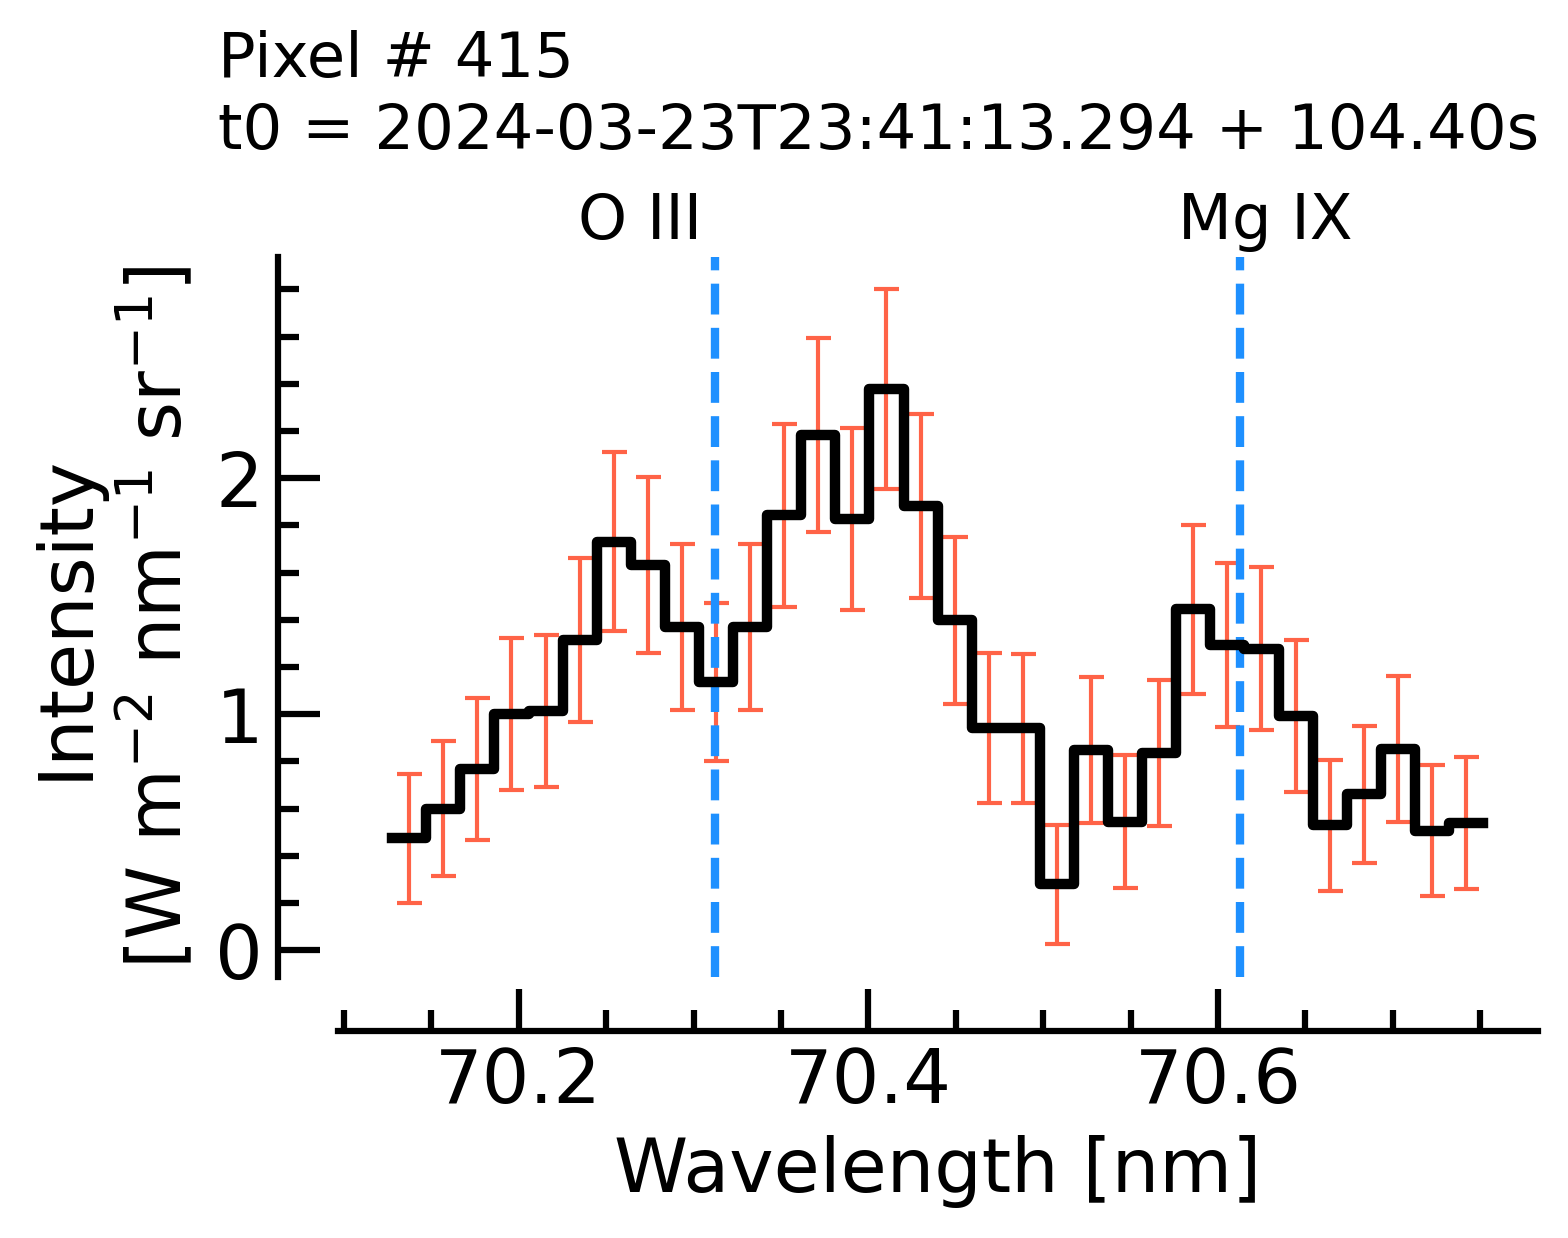 Pixel # 415
t0 = 2024-03-23T23:41:13.294 + 104.40s
O III
Mg IX
Intensity
[W m⁻² nm⁻¹ sr⁻¹]
2
1
0
70.2
70.4
70.6
Wavelength [nm]